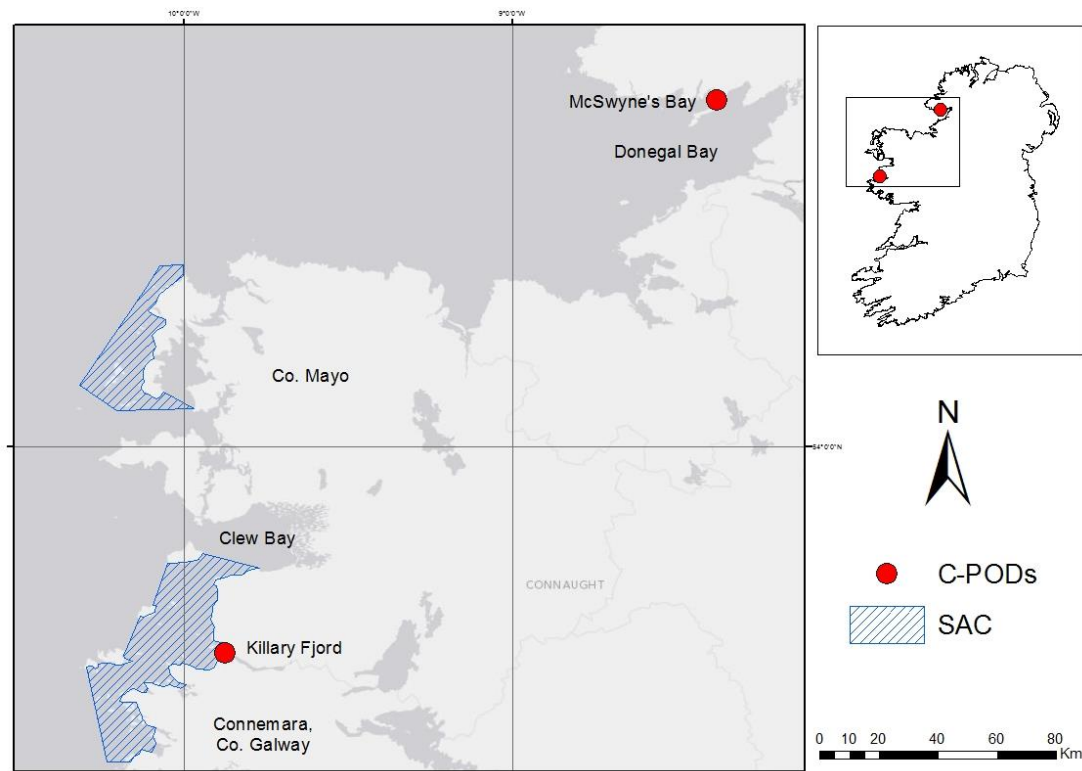 10°0'0"W
9°0'0"W
McSwyne's Bay
Donegal Bay
Co. Mayo
54°0'0"N
Clew Bay
CONNAUGHT
Killary Fjord
Connemara,
Co. Galway
N
C-PODs
SAC
0 10 20 40 60 80
Km